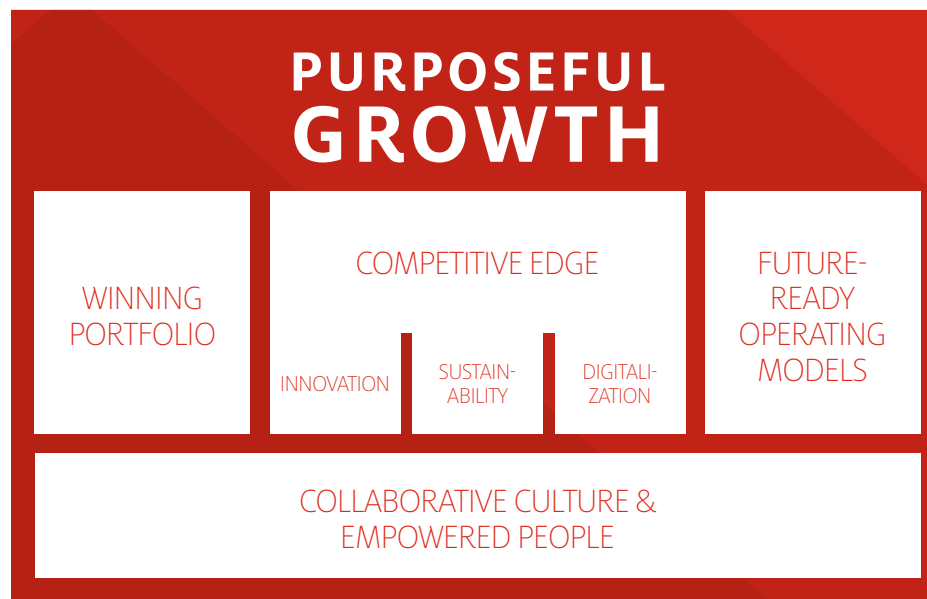 PURPOSEFUL
GROWTH
WINNING
PORTFOLIO
COMPETITIVE EDGE
INNOVATION
SUSTAIN-
ABILITY
DIGITALI-
ZATION
FUTURE-
READY
OPERATING
MODELS
COLLABORATIVE CULTURE &
EMPOWERED PEOPLE